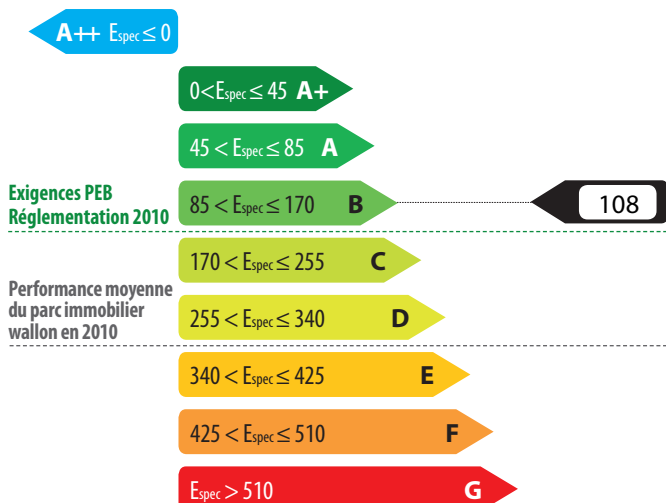 A++ Espec ≤ 0
0<Espec ≤ 45 A+
45 < Espec ≤ 85 A
Exigences PEB
Réglementation 2010
85 < Espec ≤ 170 B
108
170 < Espec ≤ 255 C
Performance moyenne
du parc immobilier
wallon en 2010
255 < Espec ≤ 340 D
340 < Espec ≤ 425 E
425 < Espec ≤ 510 F
Espec > 510 G